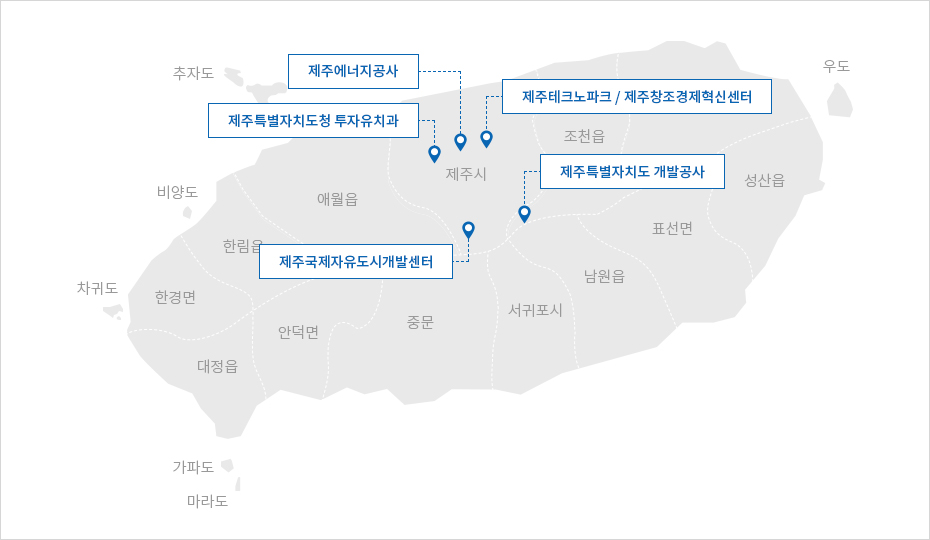 우도
추자도
제주에너지공사
제주테크노파크 / 제주창조경제혁신센터
제주특별자치도청 투자유치과
조천읍
제주시
제주특별자치도 개발공사
성산읍
비양도
애월읍
표선면
한림읍
제주국제자유도시개발센터
남원읍
차귀도
한경면
서귀포시
중문
안덕면
대정읍
가파도
마라도